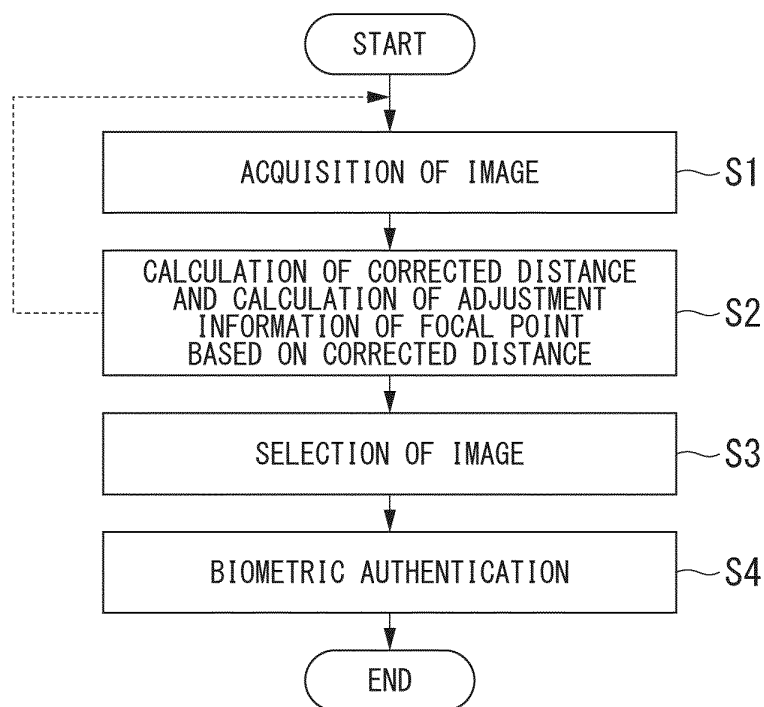 START
ACQUISITION OF IMAGE
S1
CALCULATION OF CORRECTED DISTANCE
AND CALCULATION OF ADJUSTMENT
INFORMATION OF FOCAL POINT
BASED ON CORRECTED DISTANCE
S2
SELECTION OF IMAGE
S3
BIOMETRIC AUTHENTICATION
S4
END